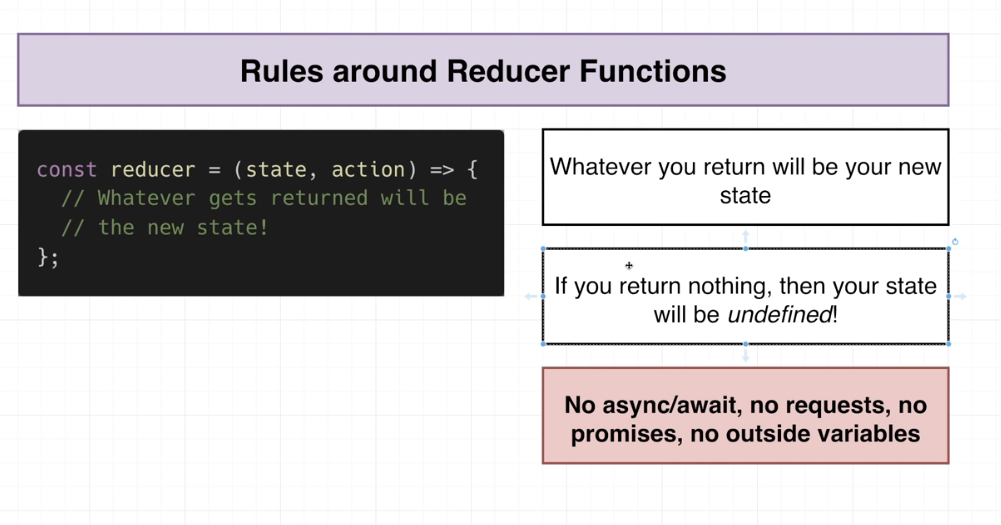 Rules around Reducer Functions
const reducer = (state, action) => {
// Whatever gets returned will be
// the new state!
};
Whatever you return will be your new
state
If you return nothing, then your state
will be undefined!
No async/await, no requests, no
promises, no outside variables